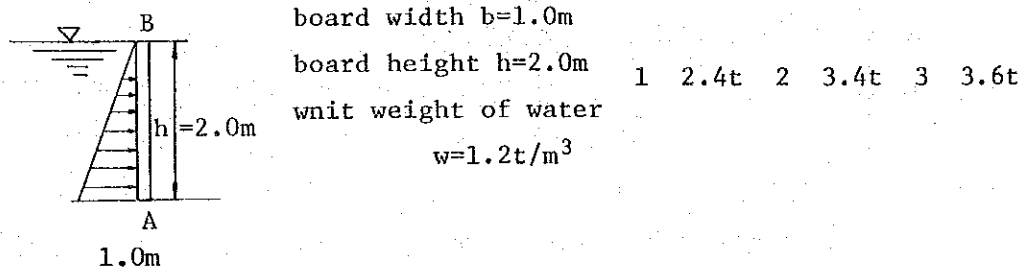 board width b=1.0m
B
board height h=2.0m 1 2.4t 2 3.4t 3 3.6t
wnit weight of water
h =2.0m
w=1.2t/m³
A
1.0m